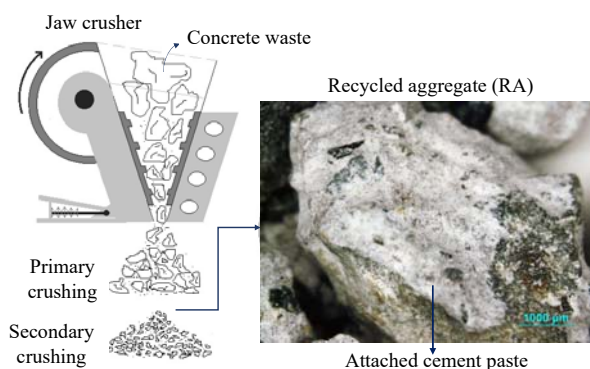 Jaw crusher
Concrete waste
Recycled aggregate (RA)
Primary
crushing
Secondary
crushing
1000 µm
Attached cement paste